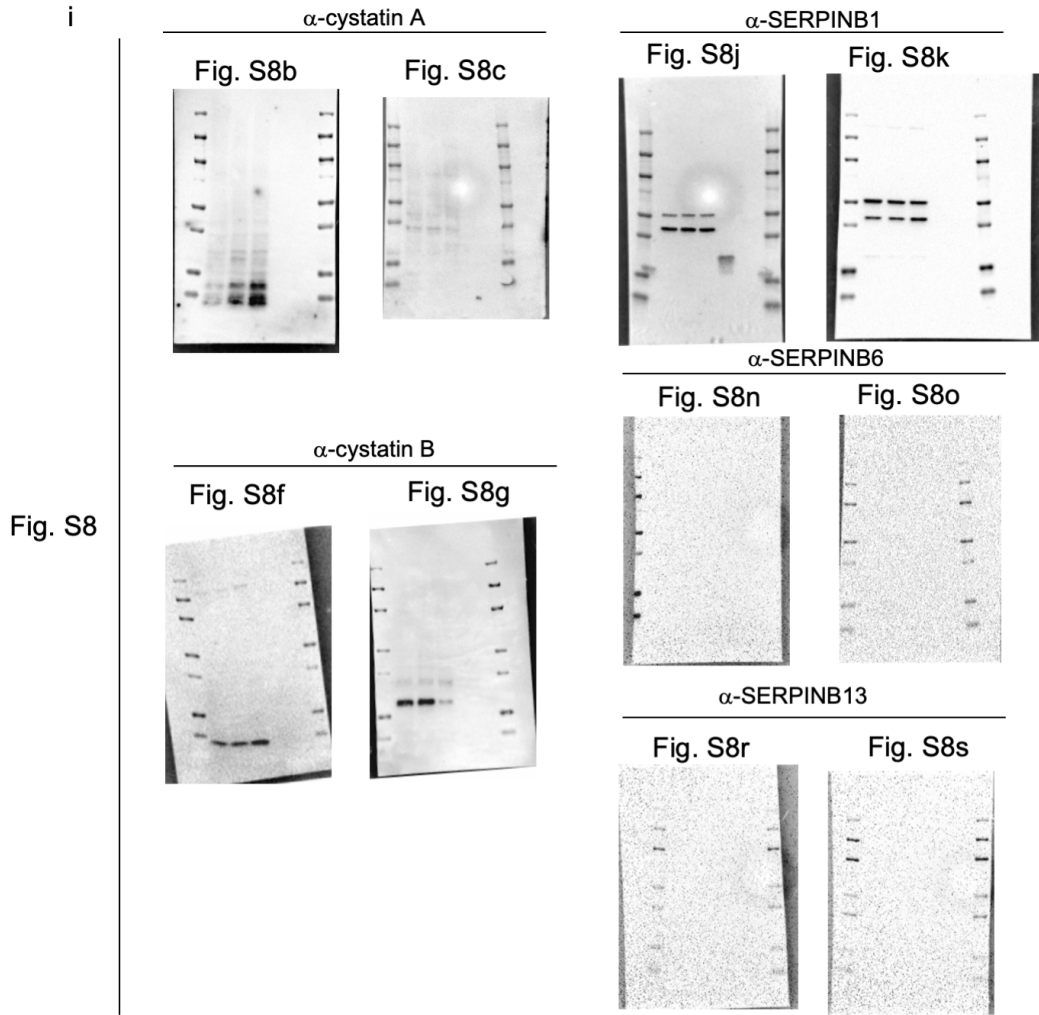 i
α-cystatin A
α-SERPINB1
Fig. S8b
Fig. S8c
Fig. S8j
Fig. S8k
α-SERPINB6
Fig. S8n
Fig. S8o
α-cystatin B
Fig. S8f
Fig. S8g
Fig. S8
α-SERPINB13
Fig. S8r
Fig. S8s